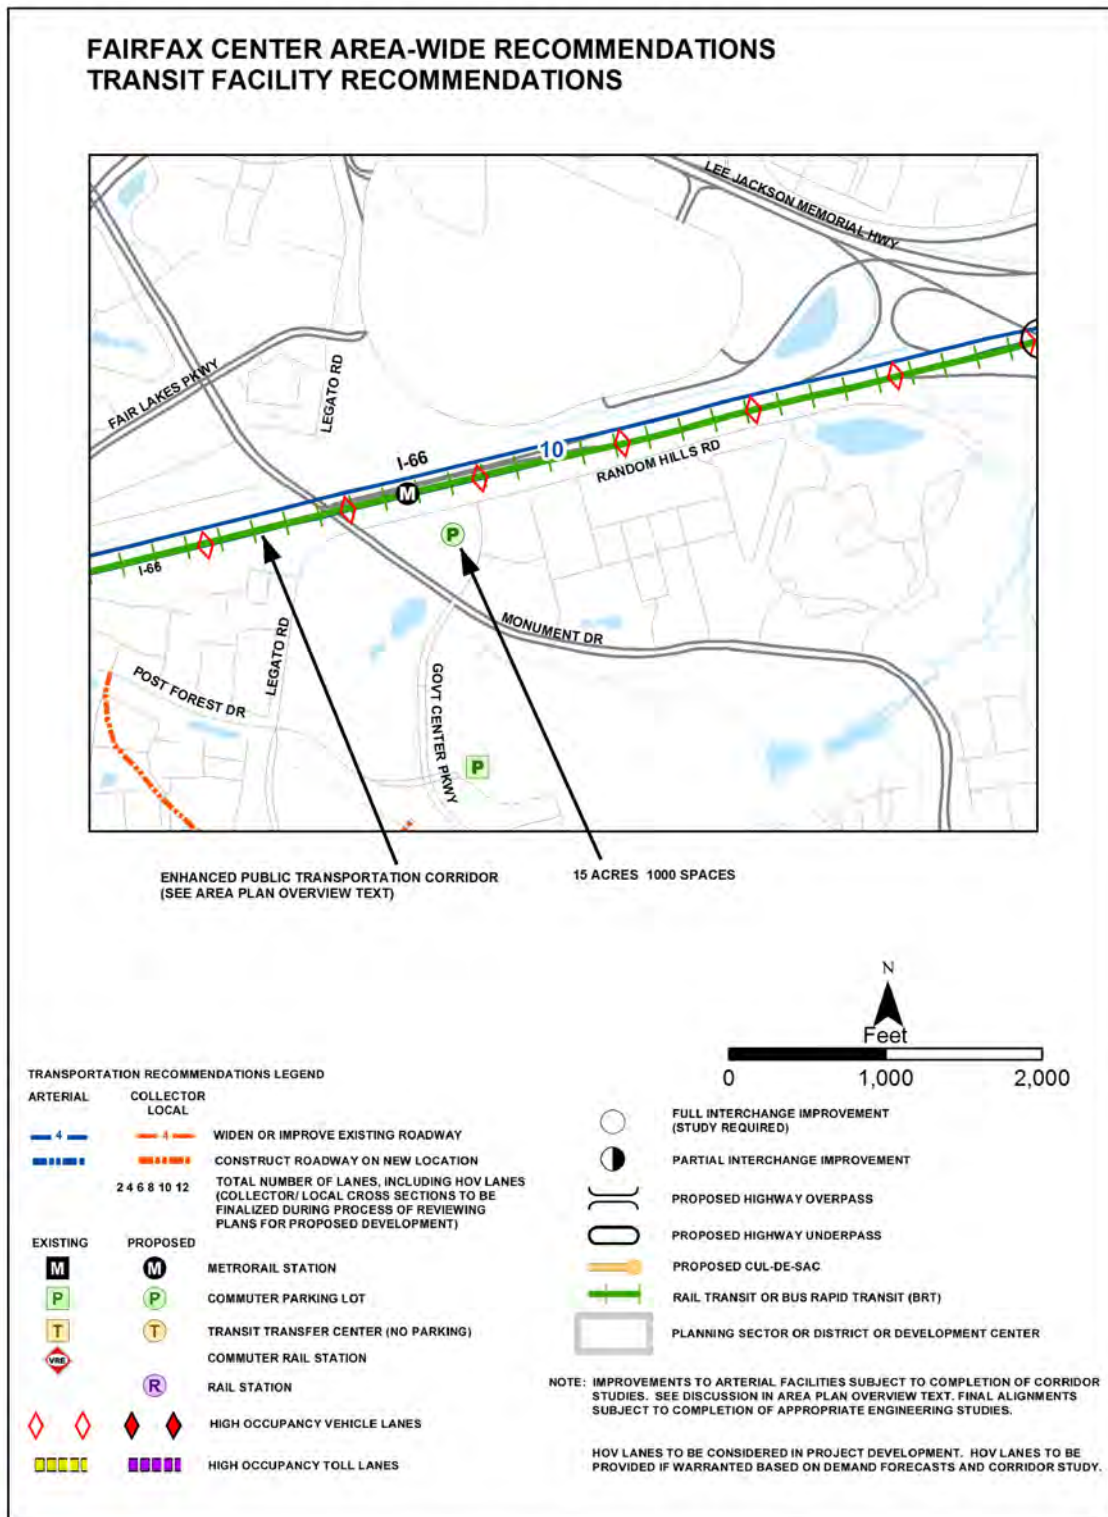 FAIRFAX CENTER AREA-WIDE RECOMMENDATIONS
TRANSIT FACILITY RECOMMENDATIONS
LEE JACKSON MEMORIAL HWY
FAIR LAKES PKWY
LEGATO RD
I-66
10
RANDOM HILLS RD
M
P
I-66
MONUMENT DR
LEGATO RD
POST FOREST DR
GOVT CENTER PKWY
P
ENHANCED PUBLIC TRANSPORTATION CORRIDOR
(SEE AREA PLAN OVERVIEW TEXT)
15 ACRES 1000 SPACES
N
Feet
0 1,000 2,000
TRANSPORTATION RECOMMENDATIONS LEGEND
ARTERIAL
COLLECTOR
LOCAL
4 4 WIDEN OR IMPROVE EXISTING ROADWAY
CONSTRUCT ROADWAY ON NEW LOCATION
2 4 6 8 10 12 TOTAL NUMBER OF LANES, INCLUDING HOV LANES
(COLLECTOR/ LOCAL CROSS SECTIONS TO BE
FINALIZED DURING PROCESS OF REVIEWING
PLANS FOR PROPOSED DEVELOPMENT)
EXISTING PROPOSED
M M METRORAIL STATION
P P COMMUTER PARKING LOT
T T TRANSIT TRANSFER CENTER (NO PARKING)
VRE COMMUTER RAIL STATION
R RAIL STATION
HIGH OCCUPANCY VEHICLE LANES
HIGH OCCUPANCY TOLL LANES
FULL INTERCHANGE IMPROVEMENT
(STUDY REQUIRED)
PARTIAL INTERCHANGE IMPROVEMENT
PROPOSED HIGHWAY OVERPASS
PROPOSED HIGHWAY UNDERPASS
PROPOSED CUL-DE-SAC
RAIL TRANSIT OR BUS RAPID TRANSIT (BRT)
PLANNING SECTOR OR DISTRICT OR DEVELOPMENT CENTER
NOTE: IMPROVEMENTS TO ARTERIAL FACILITIES SUBJECT TO COMPLETION OF CORRIDOR
STUDIES. SEE DISCUSSION IN AREA PLAN OVERVIEW TEXT. FINAL ALIGNMENTS
SUBJECT TO COMPLETION OF APPROPRIATE ENGINEERING STUDIES.
HOV LANES TO BE CONSIDERED IN PROJECT DEVELOPMENT. HOV LANES TO BE
PROVIDED IF WARRANTED BASED ON DEMAND FORECASTS AND CORRIDOR STUDY.